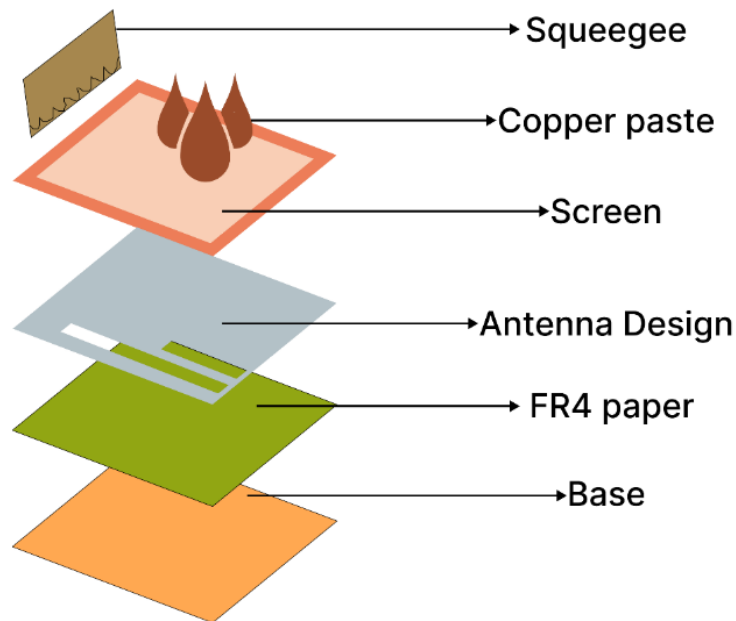 Squeegee
Copper paste
Screen
Antenna Design
FR4 paper
Base